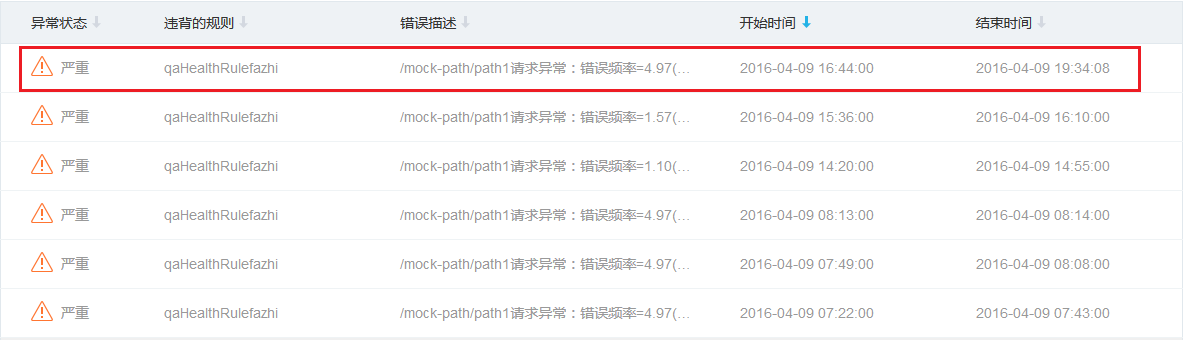 异常状态 违背的规则 错误描述 开始时间 结束时间
严重 qaHealthRulefazhi /mock-path/path1请求异常：错误频率=4.97(... 2016-04-09 16:44:00 2016-04-09 19:34:08
严重 qaHealthRulefazhi /mock-path/path1请求异常：错误频率=1.57(... 2016-04-09 15:36:00 2016-04-09 16:10:00
严重 qaHealthRulefazhi /mock-path/path1请求异常：错误频率=1.10(... 2016-04-09 14:20:00 2016-04-09 14:55:00
严重 qaHealthRulefazhi /mock-path/path1请求异常：错误频率=4.97(... 2016-04-09 08:13:00 2016-04-09 08:14:00
严重 qaHealthRulefazhi /mock-path/path1请求异常：错误频率=4.97(... 2016-04-09 07:49:00 2016-04-09 08:08:00
严重 qaHealthRulefazhi /mock-path/path1请求异常：错误频率=4.97(... 2016-04-09 07:22:00 2016-04-09 07:43:00